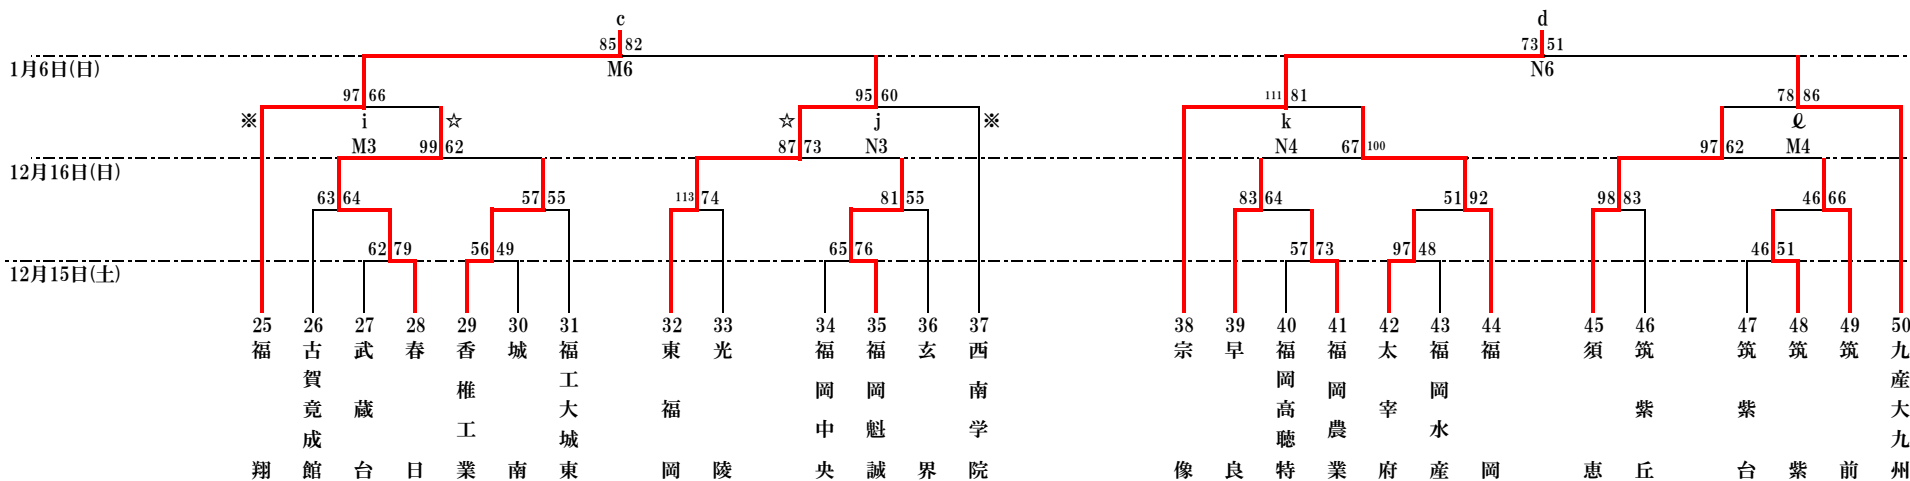 c d
85 82 73 51
1月6日(日) M6 N6
97 66 95 60 111 81 78 86
※ i ☆ ☆ j ※ k ℓ
M3 99 62 87 73 N3 N4 67 100 97 62 M4
12月16日(日)
63 64 57 55 113 74 81 55 83 64 51 92 98 83 46 66
62 79 56 49 65 76 57 73 97 48 46 51
12月15日(土)
25 福翔
26 古賀竟成館
27 武蔵台
28 春日
29 香椎工業
30 城南
31 福工大城東
32 東福岡
33 光陵
34 福岡中央
35 福岡魁誠
36 玄界
37 西南学院
38 宗像
39 早良
40 福岡高聴特
41 福岡農業
42 太宰府
43 福岡水産
44 福岡
45 須恵
46 筑紫丘
47 筑紫台
48 筑紫
49 筑前
50 九産大九州